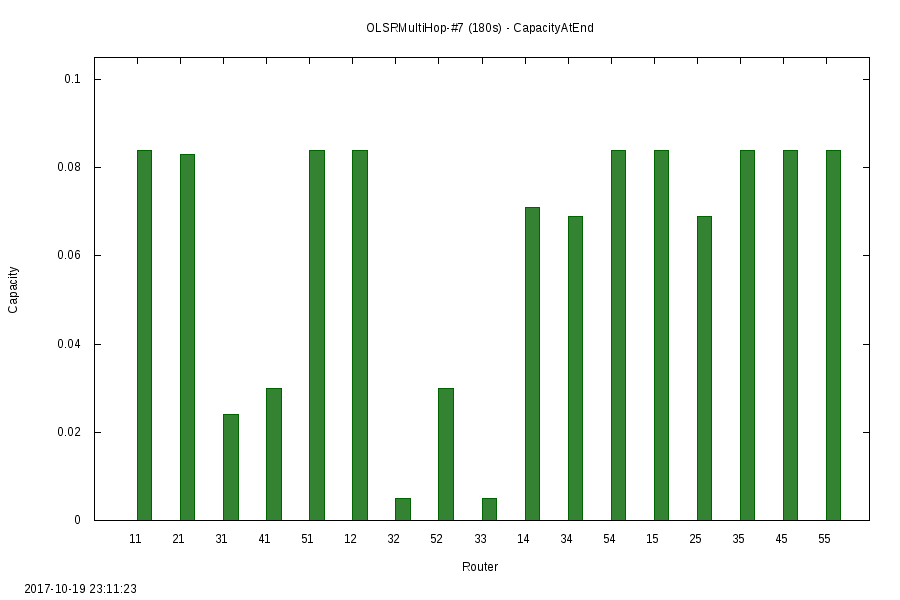 OLSRMultiHop-#7 (180s) - CapacityAtEnd
0.1
0.08
0.06
0.04
0.02
0
Capacity
11 21 31 41 51 12 32 52 33 14 34 54 15 25 35 45 55
Router
2017-10-19 23:11:23